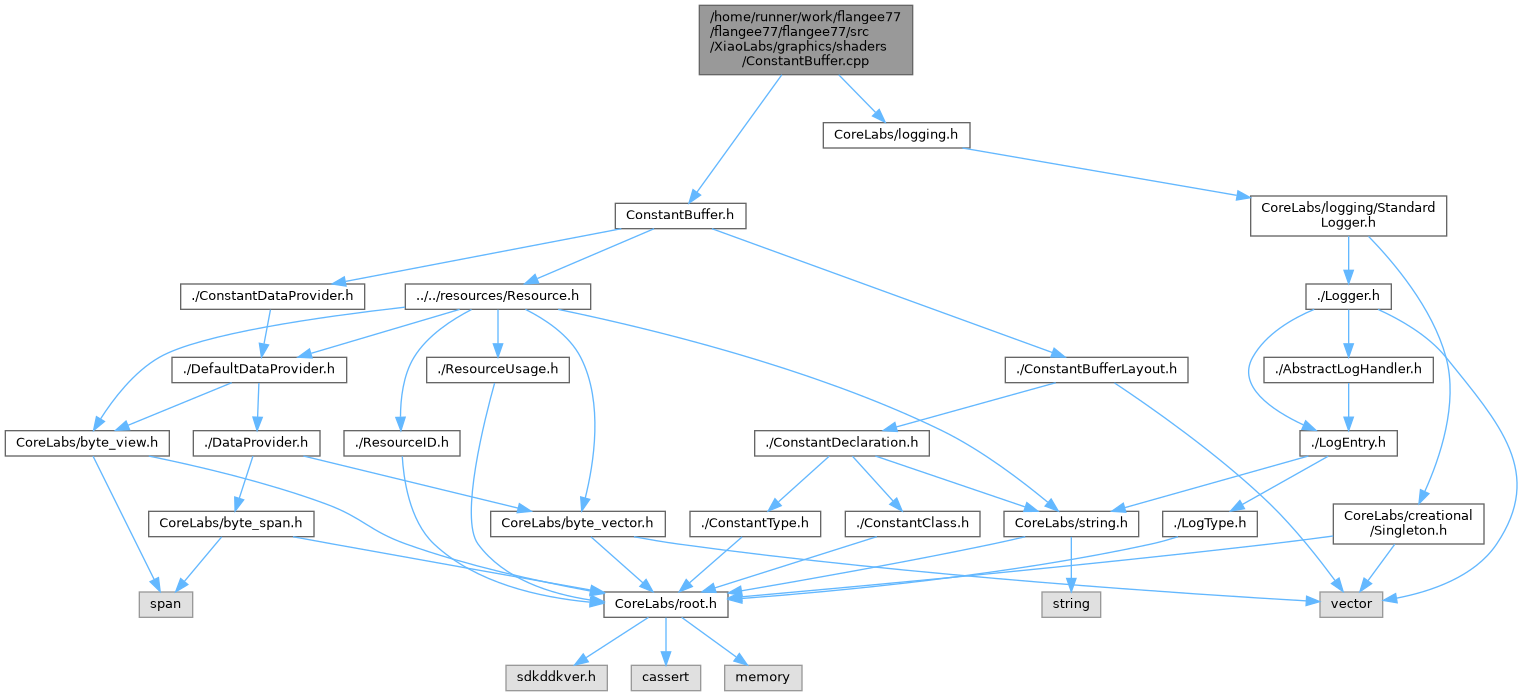 /home/runner/work/flangee77
/flangee77/flangee77/src
/XiaoLabs/graphics/shaders
/ConstantBuffer.cpp
CoreLabs/logging.h
ConstantBuffer.h
CoreLabs/logging/Standard
Logger.h
./ConstantDataProvider.h
../../resources/Resource.h
./Logger.h
./DefaultDataProvider.h
./ResourceUsage.h
./ConstantBufferLayout.h
./AbstractLogHandler.h
CoreLabs/byte_view.h
./DataProvider.h
./ResourceID.h
./ConstantDeclaration.h
./LogEntry.h
CoreLabs/byte_span.h
CoreLabs/byte_vector.h
./ConstantType.h
./ConstantClass.h
CoreLabs/string.h
./LogType.h
CoreLabs/creational
/Singleton.h
span
CoreLabs/root.h
string
vector
sdkddkver.h
cassert
memory